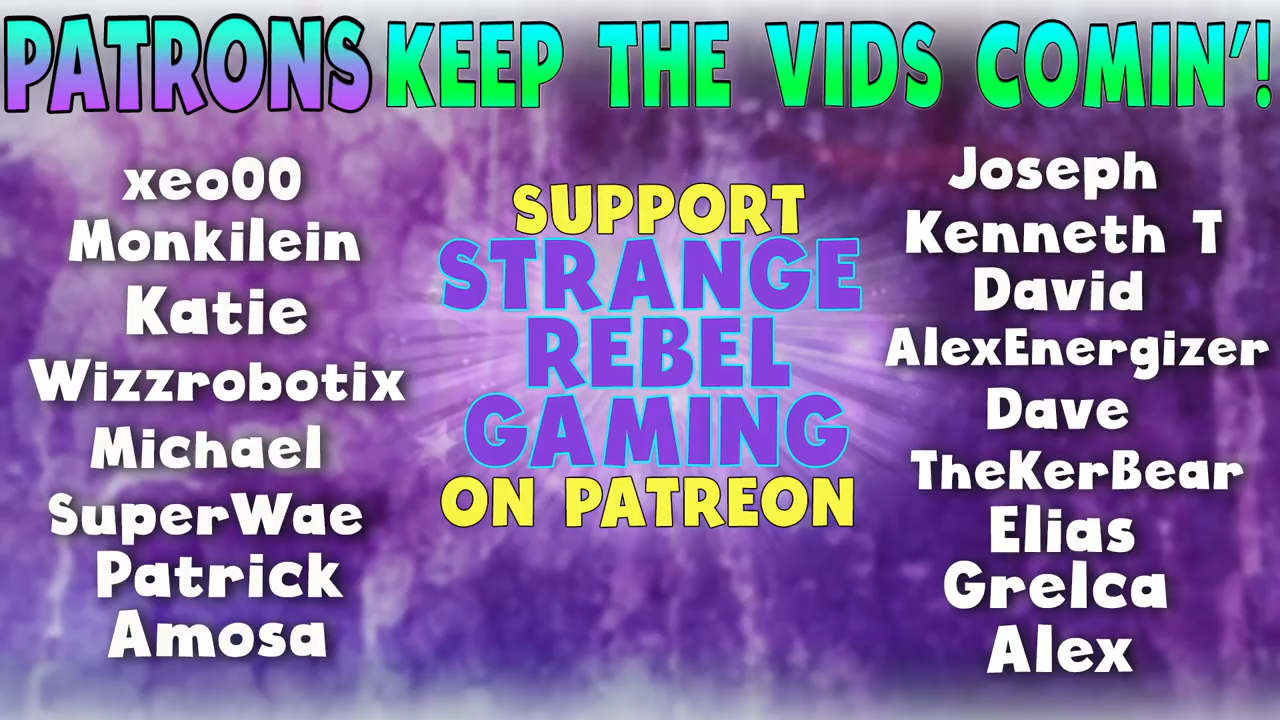 PATRONS KEEP THE VIDS COMIN'!
xeo00
Monkilein
Katie
Wizzrobotix
Michael
SuperWae
Patrick
Amosa
SUPPORT
STRANGE
REBEL
GAMING
ON PATREON
Joseph
Kenneth T
David
AlexEnergizer
Dave
TheKerBear
Elias
Grelca
Alex